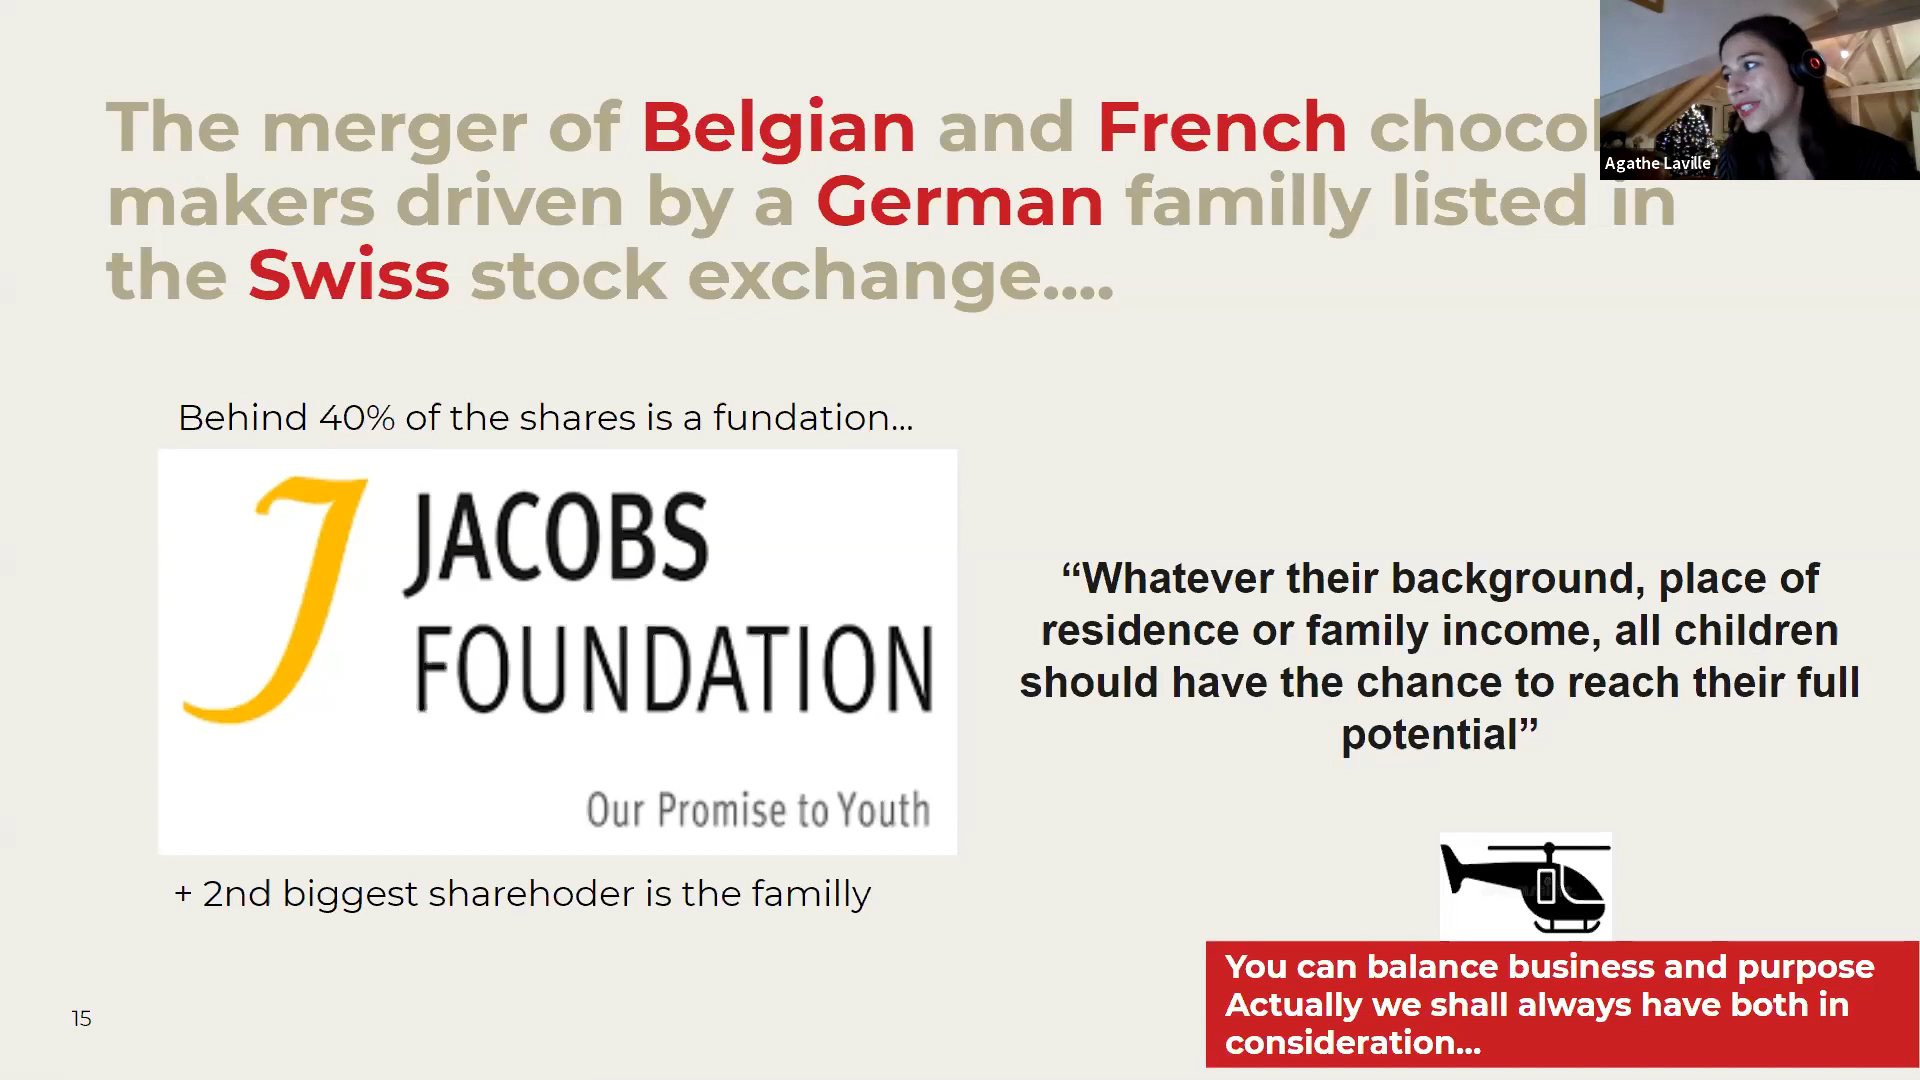 The merger of Belgian and French chocol
makers driven by a German familly listed in
the Swiss stock exchange....
Agathe Laville
Behind 40% of the shares is a fundation...
JACOBS
FOUNDATION
Our Promise to Youth
“Whatever their background, place of
residence or family income, all children
should have the chance to reach their full
potential”
+ 2nd biggest sharehoder is the familly
You can balance business and purpose
Actually we shall always have both in
consideration...
15